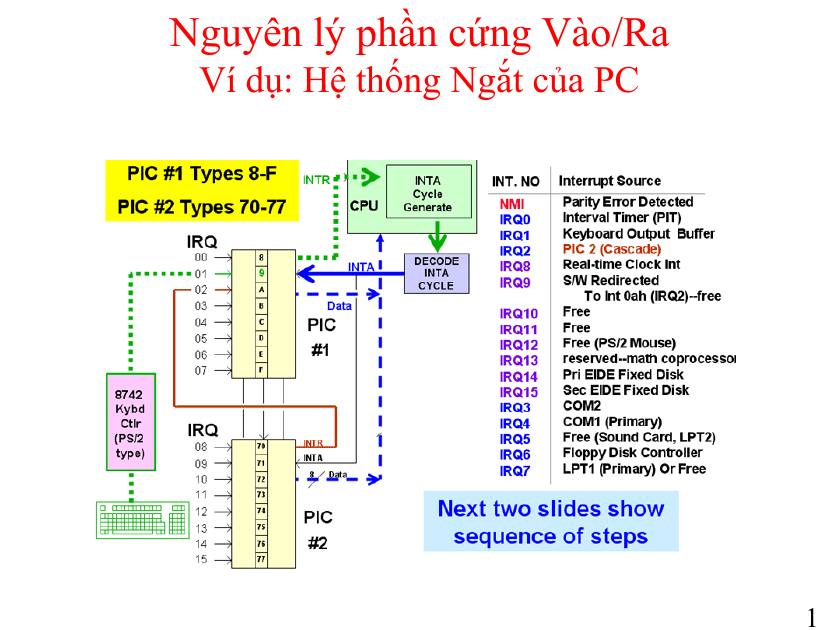 Nguyên lý phần cứng Vào/Ra
Ví dụ: Hệ thống Ngắt của PC
PIC #1 Types 8-F
PIC #2 Types 70-77
INTR
CPU
INTA
Cycle
Generate
DECODE
INTA
CYCLE
INTA
Data
IRQ
00
01
02
03
04
05
06
07
8
9
A
B
C
D
E
F
PIC
#1
8742
Kybd
Ctlr
(PS/2
type)
IRQ
08
09
10
11
12
13
14
15
70
71
72
73
74
75
76
77
INTR
INTA
8 Data
PIC
#2
INT. NO Interrupt Source
NMI Parity Error Detected
IRQ0 Interval Timer (PIT)
IRQ1 Keyboard Output Buffer
IRQ2 PIC 2 (Cascade)
IRQ8 Real-time Clock Int
IRQ9 S/W Redirected
To Int 0ah (IRQ2)--free
IRQ10 Free
IRQ11 Free
IRQ12 Free (PS/2 Mouse)
IRQ13 reserved--math coprocessor
IRQ14 Pri EIDE Fixed Disk
IRQ15 Sec EIDE Fixed Disk
IRQ3 COM2
IRQ4 COM1 (Primary)
IRQ5 Free (Sound Card, LPT2)
IRQ6 Floppy Disk Controller
IRQ7 LPT1 (Primary) Or Free
Next two slides show
sequence of steps
1